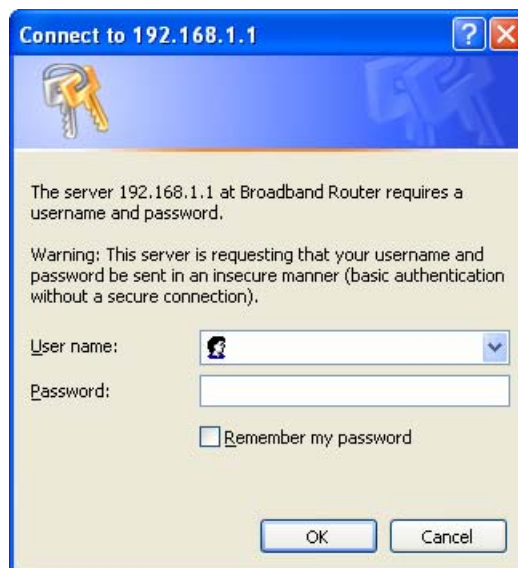 Connect to 192.168.1.1
?
The server 192.168.1.1 at Broadband Router requires a
username and password.
Warning: This server is requesting that your username and
password be sent in an insecure manner (basic authentication
without a secure connection).
User name:
Password:
Remember my password
OK
Cancel